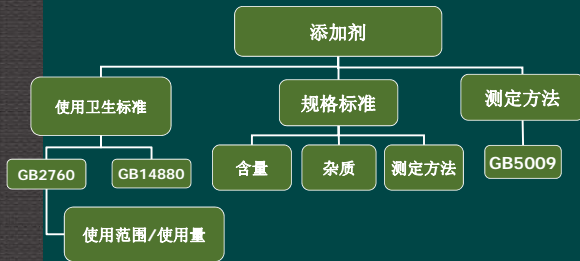 添加剂
使用卫生标准
规格标准
测定方法
GB2760
GB14880
含量
杂质
测定方法
GB5009
使用范围/使用量